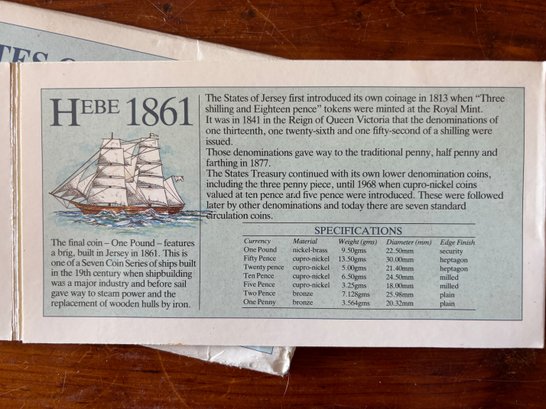 TES O
HEBE 1861
The final coin – One Pound – features
a brig, built in Jersey in 1861. This is
one of a Seven Coin Series of ships built
in the 19th century when shipbuilding
was a major industry and before sail
gave way to steam power and the
replacement of wooden hulls by iron.
The States of Jersey first introduced its own coinage in 1813 when "Three
shilling and Eighteen pence" tokens were minted at the Royal Mint.
It was in 1841 in the Reign of Queen Victoria that the denominations of
one thirteenth, one twenty-sixth and one fifty-second of a shilling were
issued.
Those denominations gave way to the traditional penny, half penny and
farthing in 1877.
The States Treasury continued with its own lower denomination coins,
including the three penny piece, until 1968 when cupro-nickel coins
valued at ten pence and five pence were introduced. These were followed
later by other denominations and today there are seven standard
circulation coins.
SPECIFICATIONS
Currency Material Weight (gms) Diameter (mm) Edge Finish
One Pound nickel-brass 9.50gms 22.50mm security
Fifty Pence cupro-nickel 13.50gms 30.00mm heptagon
Twenty pence cupro-nickel 5.00gms 21.40mm heptagon
Ten Pence cupro-nickel 6.50gms 24.50mm milled
Five Pence cupro-nickel 3.25gms 18.00mm milled
Two Pence bronze 7.128gms 25.98mm plain
One Penny bronze 3.564gms 20.32mm plain